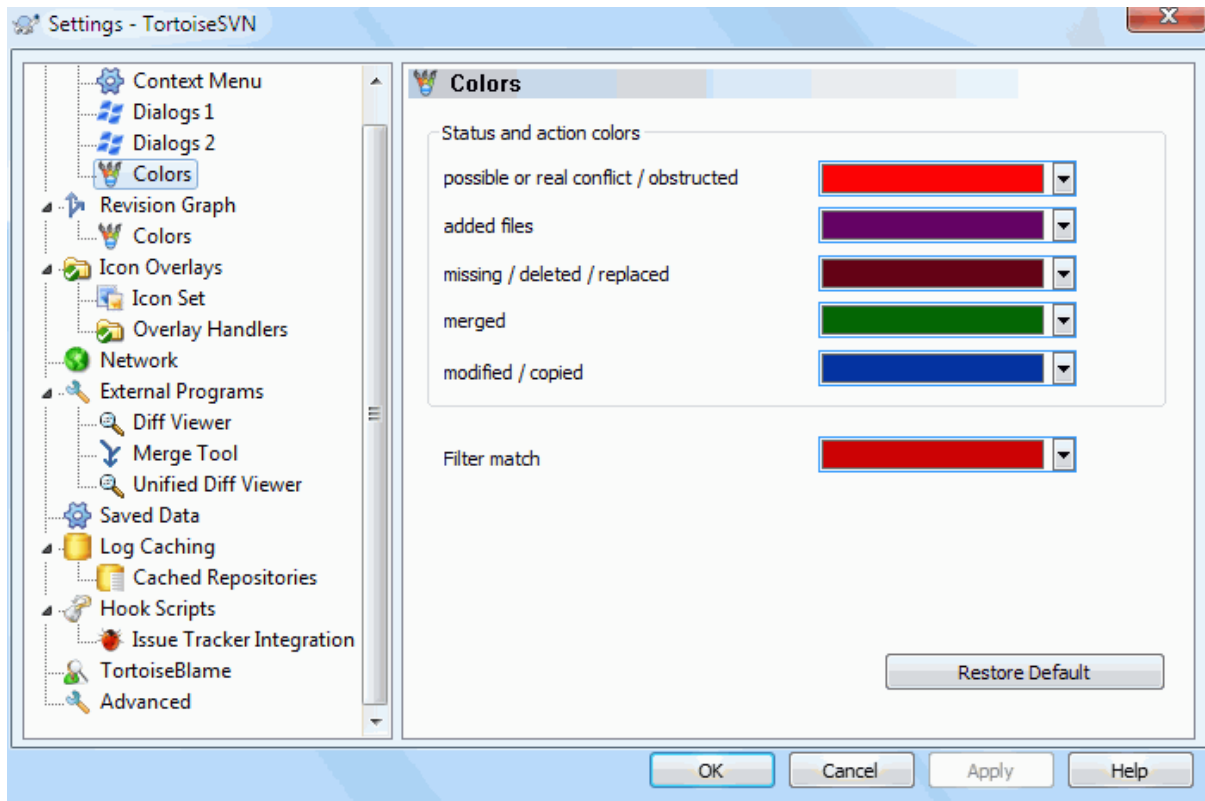 Settings - TortoiseSVN
Context Menu
Dialogs 1
Dialogs 2
Colors
Revision Graph
Colors
Icon Overlays
Icon Set
Overlay Handlers
Network
External Programs
Diff Viewer
Merge Tool
Unified Diff Viewer
Saved Data
Log Caching
Cached Repositories
Hook Scripts
Issue Tracker Integration
TortoiseBlame
Advanced
Colors
Status and action colors
possible or real conflict / obstructed
added files
missing / deleted / replaced
merged
modified / copied
Filter match
Restore Default
OK Cancel Apply Help